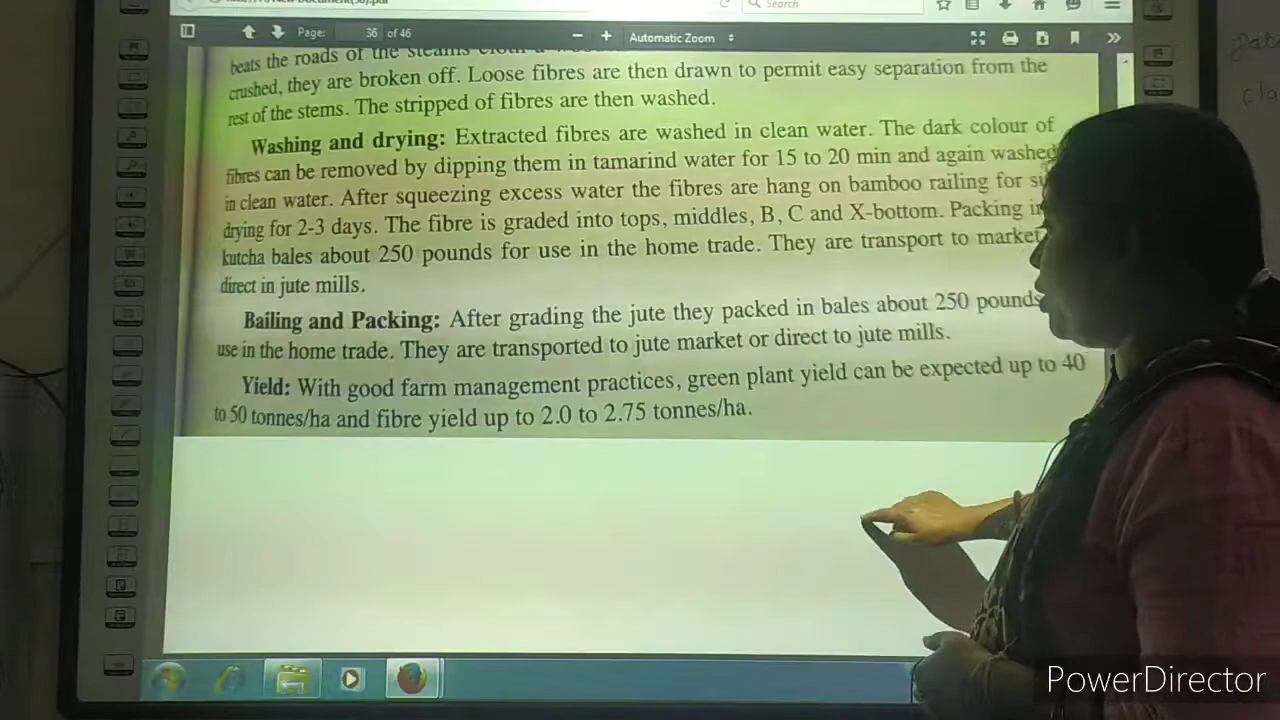 Page: 36 of 46 Automatic Zoom
Search
beats the roads of the steams
crushed, they are broken off. Loose fibres are then drawn to permit easy separation from the
rest of the stems. The stripped of fibres are then washed.
Washing and drying: Extracted fibres are washed in clean water. The dark colour of
fibres can be removed by dipping them in tamarind water for 15 to 20 min and again washed
in clean water. After squeezing excess water the fibres are hang on bamboo railing for
drying for 2-3 days. The fibre is graded into tops, middles, B, C and X-bottom. Packing in
kutcha bales about 250 pounds for use in the home trade. They are transport to market
direct in jute mills.
Bailing and Packing: After grading the jute they packed in bales about 250 pounds
use in the home trade. They are transported to jute market or direct to jute mills.
Yield: With good farm management practices, green plant yield can be expected up to 40
to 50 tonnes/ha and fibre yield up to 2.0 to 2.75 tonnes/ha.
PowerDirector